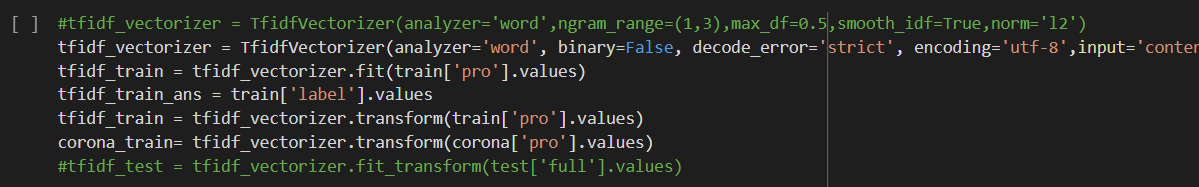 [ ] #tfidf_vectorizer = TfidfVectorizer(analyzer='word',ngram_range=(1,3),max_df=0.5,smooth_idf=True,norm='l2')
tfidf_vectorizer = TfidfVectorizer(analyzer='word', binary=False, decode_error='strict', encoding='utf-8',input='conter
tfidf_train = tfidf_vectorizer.fit(train['pro'].values)
tfidf_train_ans = train['label'].values
tfidf_train = tfidf_vectorizer.transform(train['pro'].values)
corona_train= tfidf_vectorizer.transform(corona['pro'].values)
#tfidf_test = tfidf_vectorizer.fit_transform(test['full'].values)